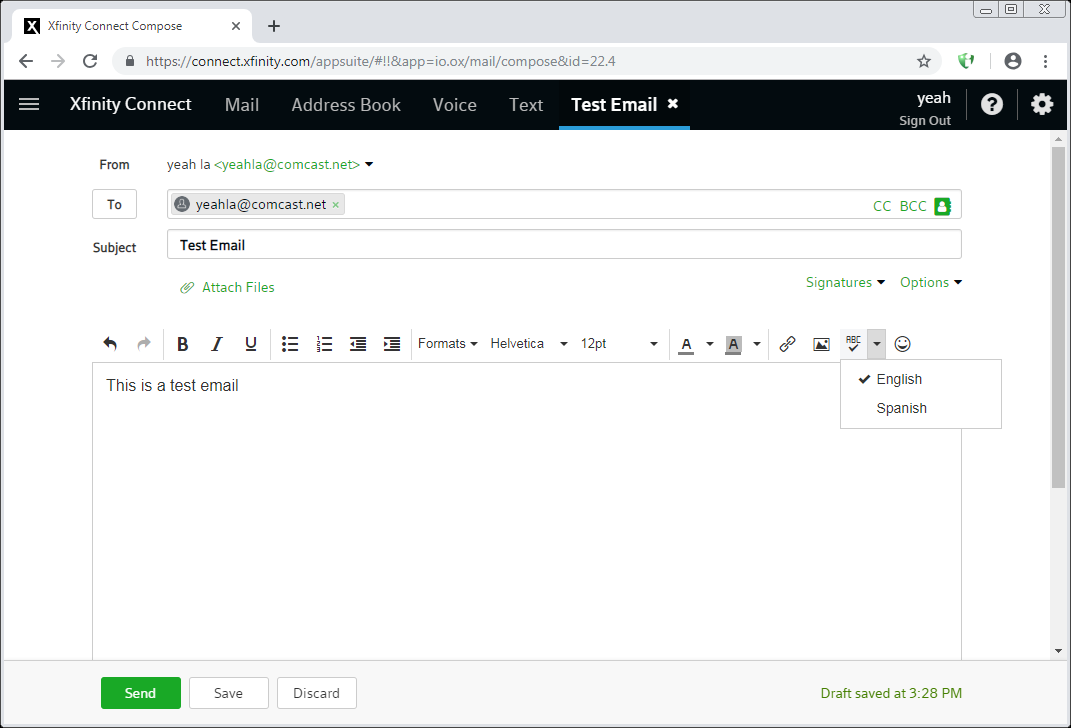 X Xfinity Connect Compose
https://connect.xfinity.com/appsuite/#!!&app=io.ox/mail/compose&id=22.4
Xfinity Connect Mail Address Book Voice Text Test Email yeah
Sign Out
From yeah la <yeahla@comcast.net>
To yeahla@comcast.net × CC BCC
Subject Test Email
Attach Files Signatures Options
B I U Formats Helvetica 12pt A A ABC
This is a test email
English
Spanish
Send Save Discard Draft saved at 3:28 PM